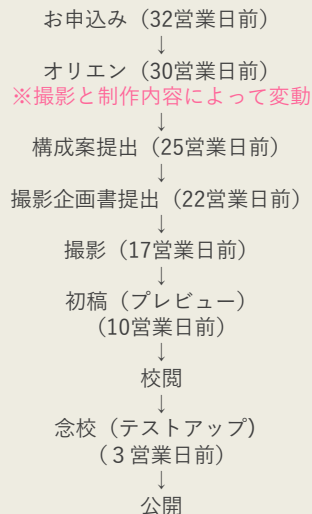 お申込み（32営業日前）
↓
オリエン（30営業日前）
※撮影と制作内容によって変動
↓
構成案提出（25営業日前）
↓
撮影企画書提出（22営業日前）
↓
撮影（17営業日前）
↓
初稿（プレビュー）
（10営業日前）
↓
校閲
↓
念校（テストアップ）
（３営業日前）
↓
公開